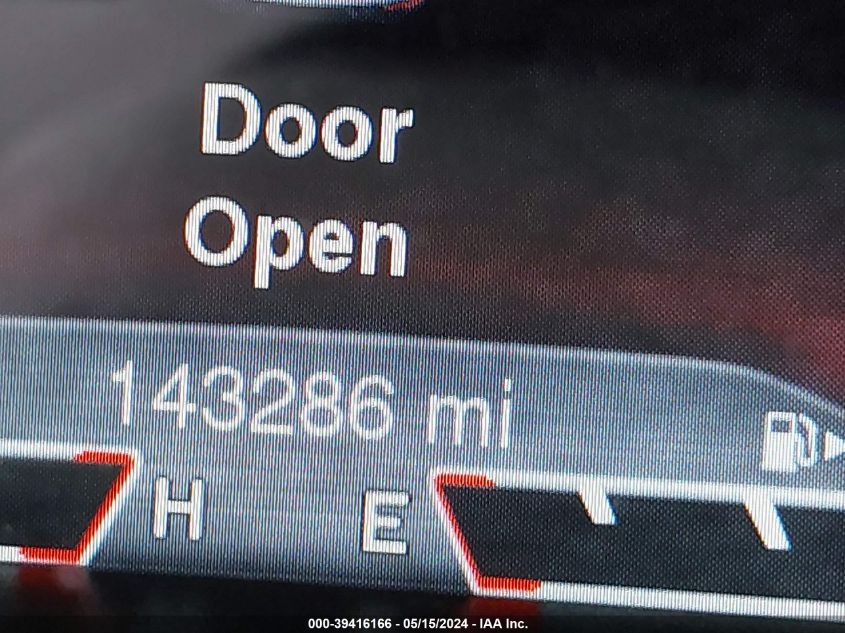 Door
Open
143286 mi
H E
000-39416166 - 05/15/2024 - IAA Inc.